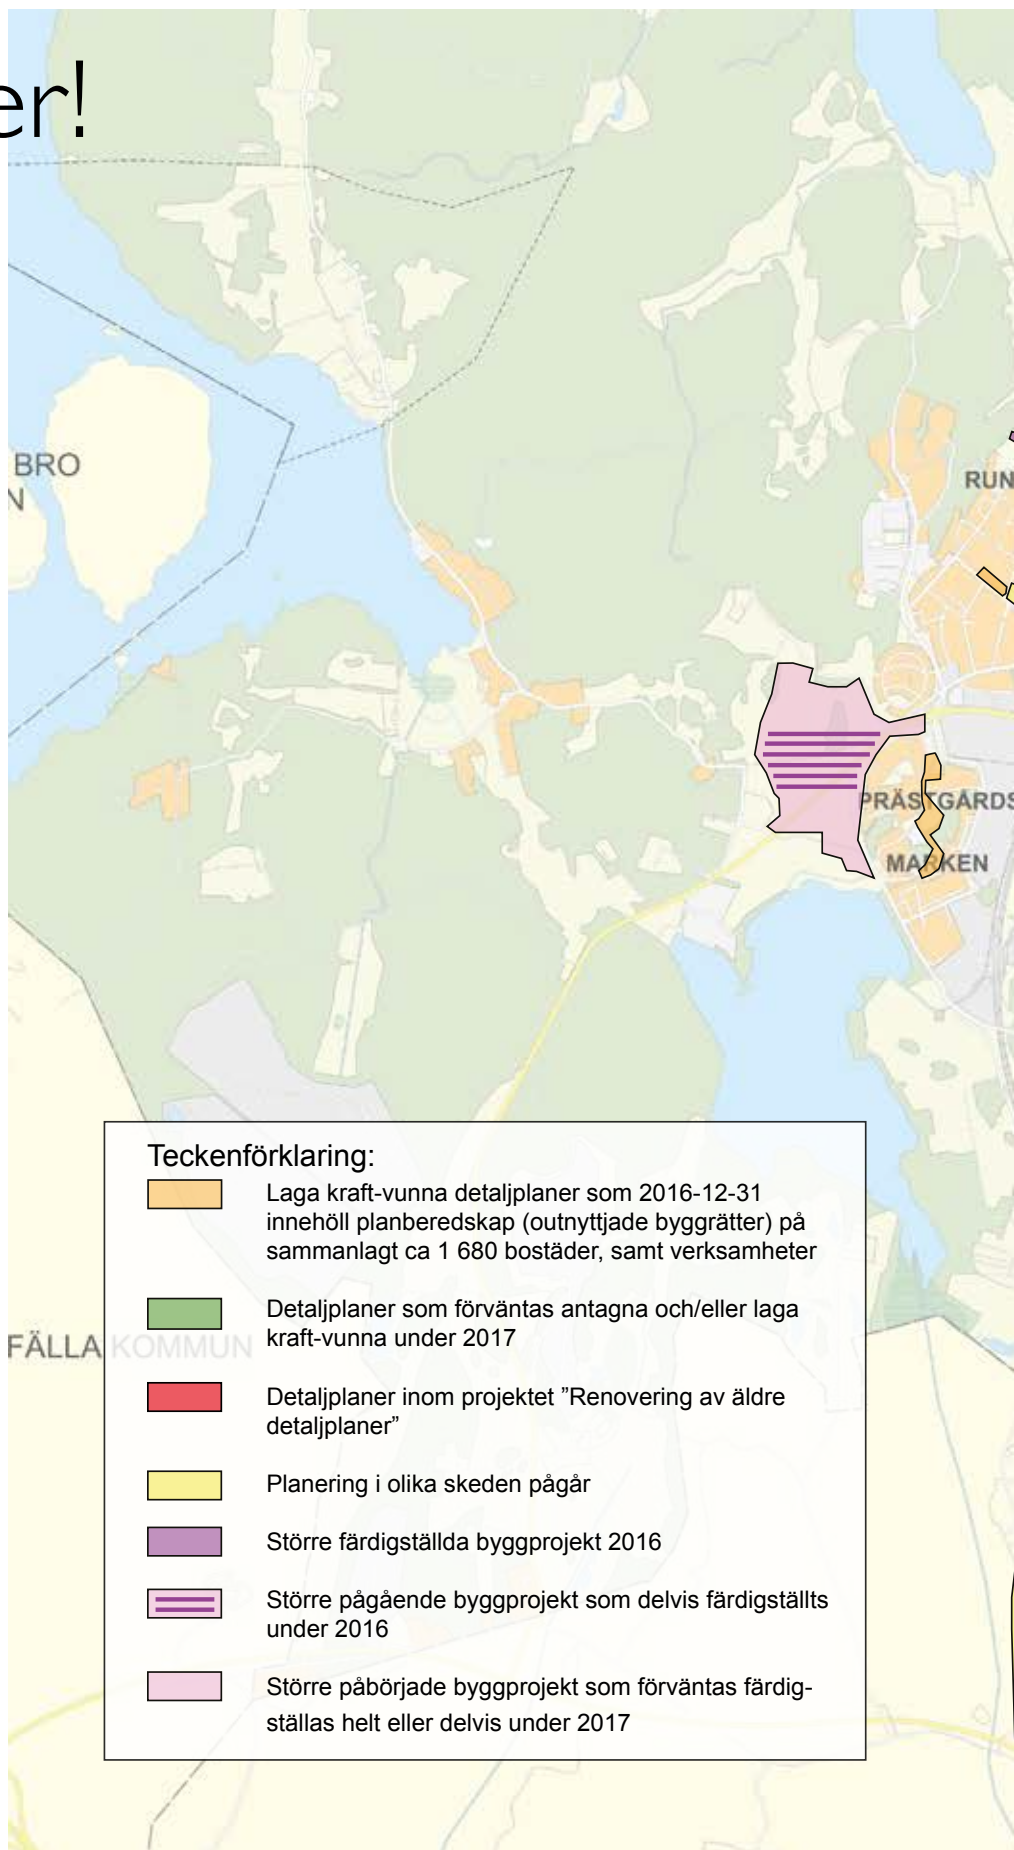 er!
BRO
N
RUN
PRÄSTGÅRDS
MARKEN
FÄLLA KOMMUN
Teckenförklaring:
Laga kraft-vunna detaljplaner som 2016-12-31
innehöll planberedskap (outnyttjade byggrätter) på
sammanlagt ca 1 680 bostäder, samt verksamheter
Detaljplaner som förväntas antagna och/eller laga
kraft-vunna under 2017
Detaljplaner inom projektet ”Renovering av äldre
detaljplaner”
Planering i olika skeden pågår
Större färdigställda byggprojekt 2016
Större pågående byggprojekt som delvis färdigställts
under 2016
Större påbörjade byggprojekt som förväntas färdig-
ställas helt eller delvis under 2017